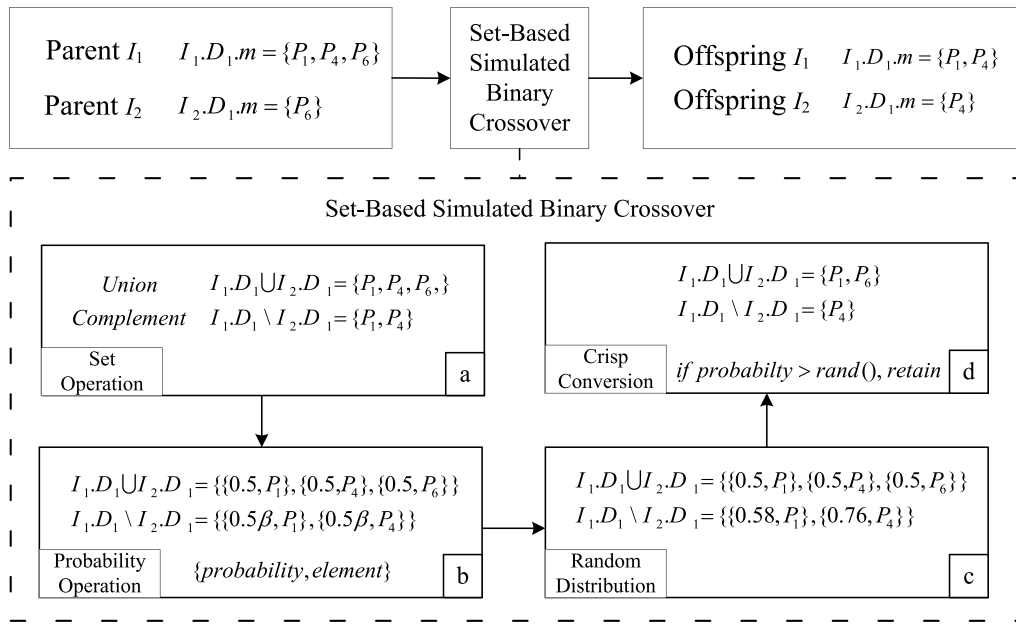 Parent I₁ I₁.D₁.m = {P₁, P₄, P₆}
Parent I₂ I₂.D₁.m = {P₆}
Set-Based
Simulated
Binary
Crossover
Offspring I₁ I₁.D₁.m = {P₁, P₄}
Offspring I₂ I₂.D₁.m = {P₄}
Set-Based Simulated Binary Crossover
Union I₁.D₁⋃I₂.D₁= {P₁, P₄, P₆,}
Complement I₁.D₁ \ I₂.D₁= {P₁, P₄}
Set
Operation
a
I₁.D₁⋃I₂.D₁= {{0.5, P₁}, {0.5, P₄}, {0.5, P₆}}
I₁.D₁ \ I₂.D₁= {{0.5β, P₁}, {0.5β, P₄}}
Probability
Operation
{probability, element}
b
I₁.D₁⋃I₂.D₁= {{0.5, P₁}, {0.5, P₄}, {0.5, P₆}}
I₁.D₁ \ I₂.D₁= {{0.58, P₁}, {0.76, P₄}}
Random
Distribution
c
I₁.D₁⋃I₂.D₁= {P₁, P₆}
I₁.D₁ \ I₂.D₁= {P₄}
Crisp
Conversion
if probabilty > rand(), retain
d